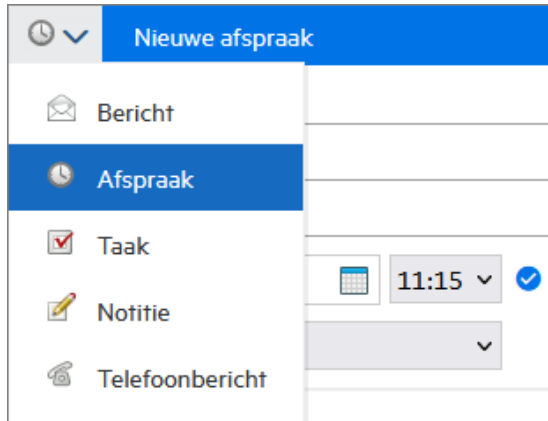 Nieuwe afspraak
Bericht
Afspraak
Taak
11:15
Notitie
Telefoonbericht